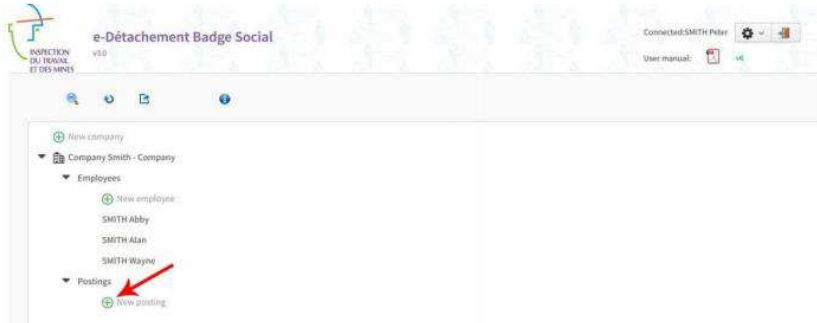 e-Détachement Badge Social
v3.0
INSPECTION
DU TRAVAIL
ET DES MINES
Connected:SMITH Peter
User manual:
New company
Company Smith - Company
Employees
New employee
SMITH Abby
SMITH Alan
SMITH Wayne
Postings
New posting